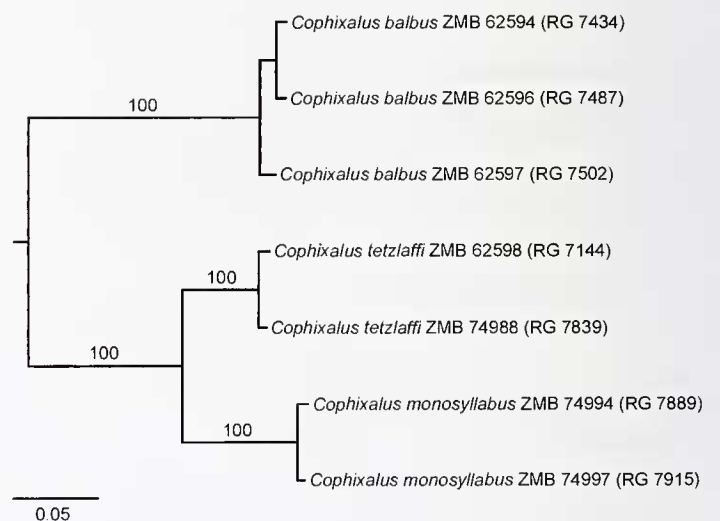 Cophixalus balbus ZMB 62594 (RG 7434)
100
Cophixalus balbus ZMB 62596 (RG 7487)
Cophixalus balbus ZMB 62597 (RG 7502)
Cophixalus tetzlaffi ZMB 62598 (RG 7144)
100
Cophixalus tetzlaffi ZMB 74988 (RG 7839)
100
Cophixalus monosyllabus ZMB 74994 (RG 7889)
100
Cophixalus monosyllabus ZMB 74997 (RG 7915)
0.05